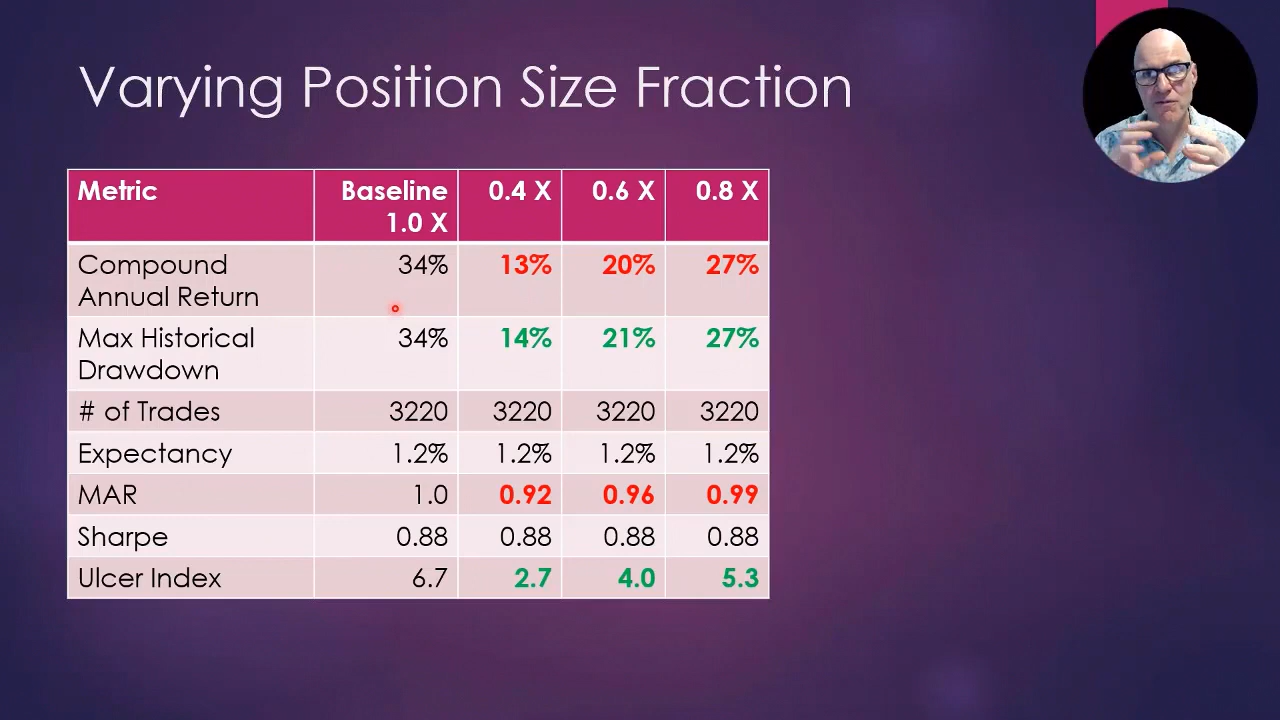 Varying Position Size Fraction
Metric Baseline 1.0 X 0.4 X 0.6 X 0.8 X
Compound Annual Return 34% 13% 20% 27%
Max Historical Drawdown 34% 14% 21% 27%
# of Trades 3220 3220 3220 3220
Expectancy 1.2% 1.2% 1.2% 1.2%
MAR 1.0 0.92 0.96 0.99
Sharpe 0.88 0.88 0.88 0.88
Ulcer Index 6.7 2.7 4.0 5.3